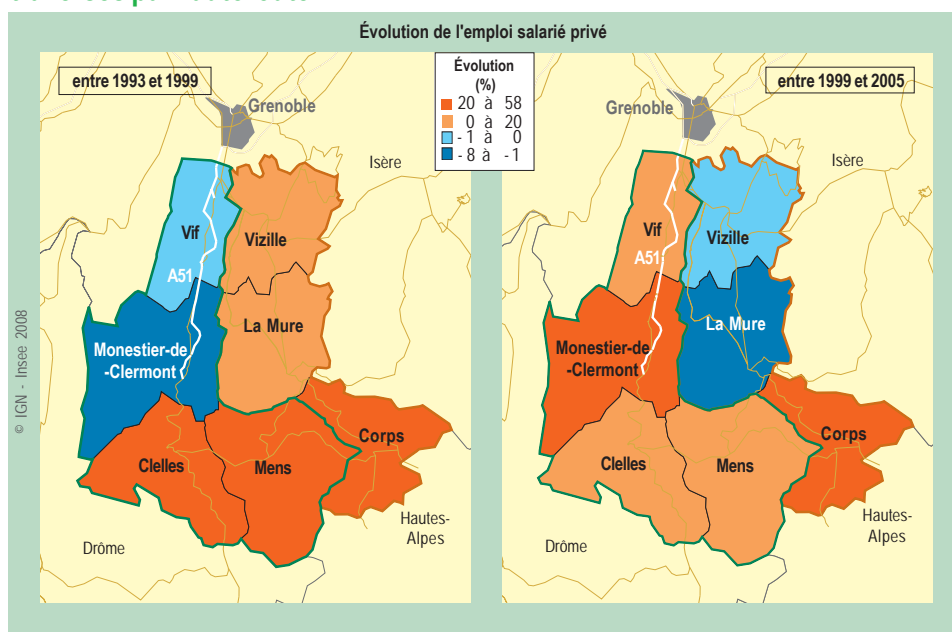 Évolution de l'emploi salarié privé
entre 1993 et 1999
Grenoble
Isère
Vif
Vizille
A51
La Mure
Monestier-de-
-Clermont
Corps
Clelles
Mens
Hautes-
Alpes
Drôme
© IGN - Insee 2008
Évolution
(%)
20 à 58
0 à 20
- 1 à 0
- 8 à -1
entre 1999 et 2005
Grenoble
Isère
Vif
Vizille
A51
La Mure
Monestier-de-
-Clermont
Corps
Clelles
Mens
Hautes-
Alpes
Drôme